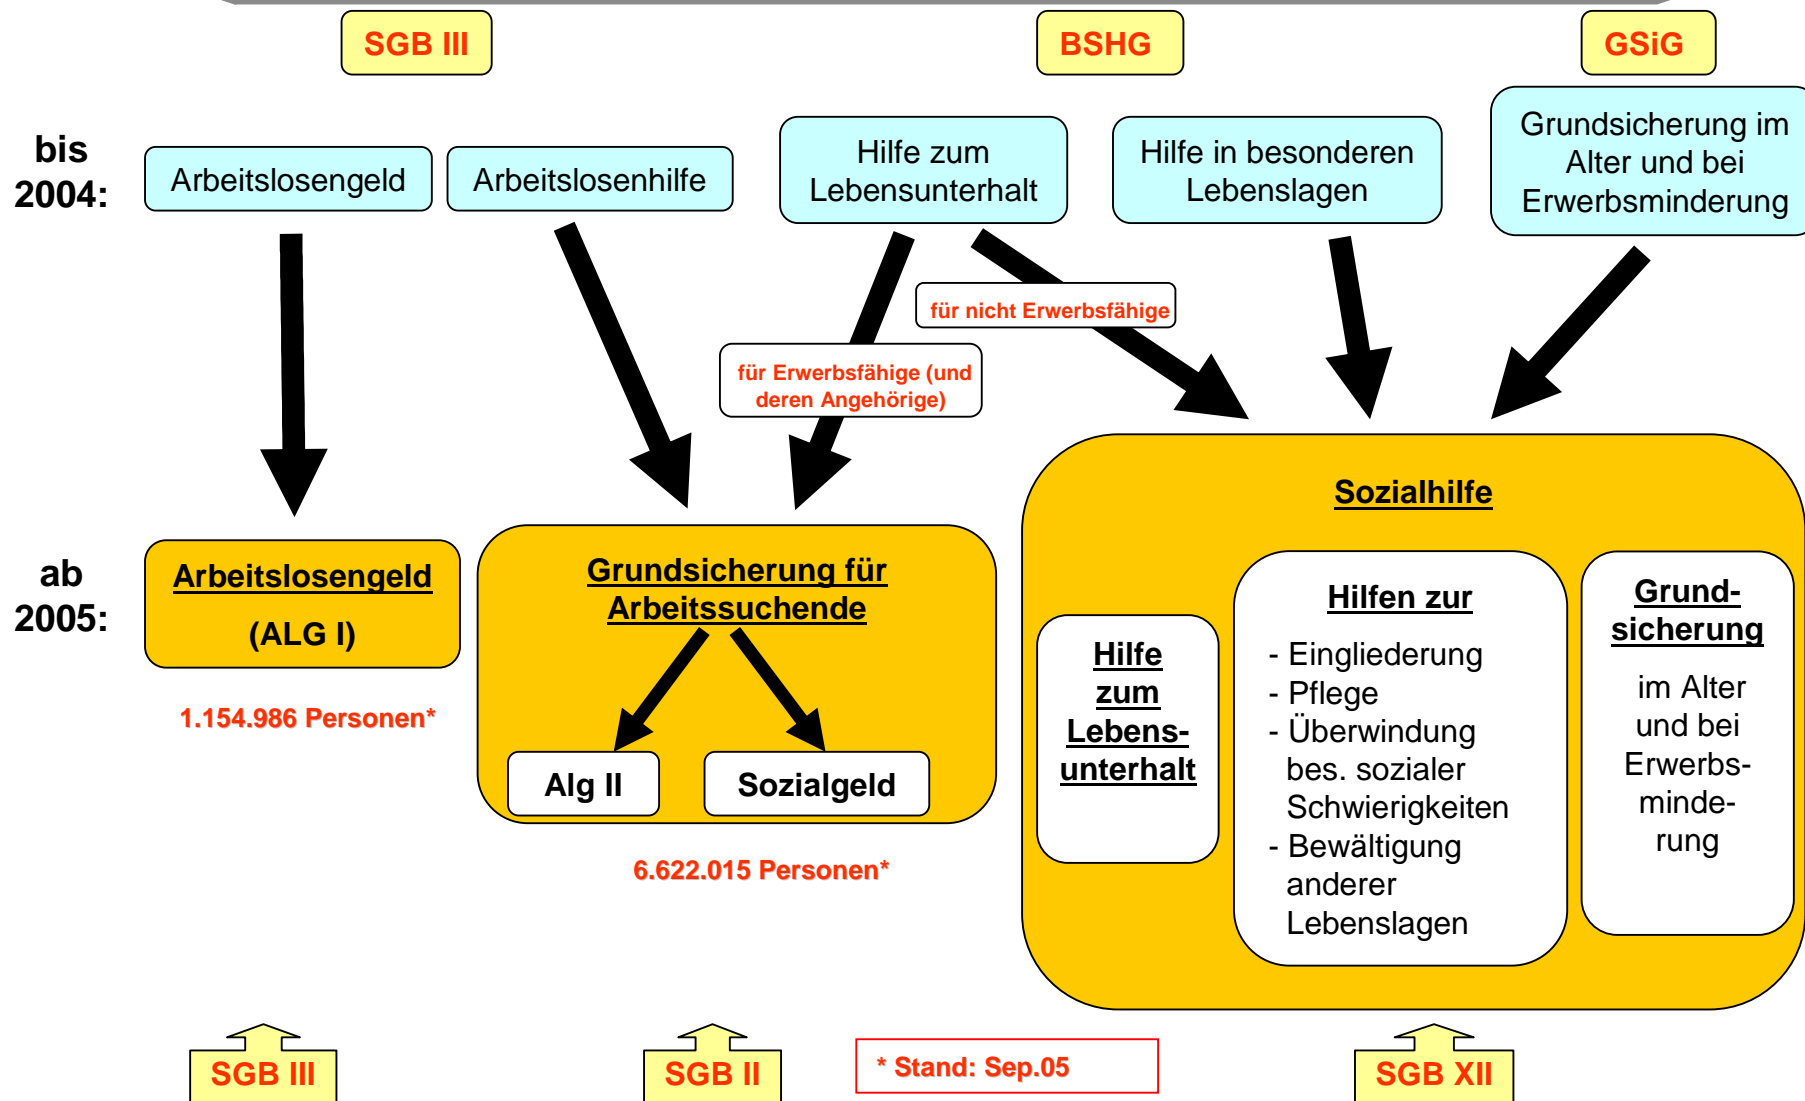 SGB III
BSHG
GSiG
bis
2004:
Arbeitslosengeld
Arbeitslosenhilfe
Hilfe zum
Lebensunterhalt
Hilfe in besonderen
Lebenslagen
Grundsicherung im
Alter und bei
Erwerbsminderung
für nicht Erwerbsfähige
für Erwerbsfähige (und
deren Angehörige)
ab
2005:
Arbeitslosengeld
(ALG I)
1.154.986 Personen*
Grundsicherung für
Arbeitssuchende
Alg II
Sozialgeld
6.622.015 Personen*
Sozialhilfe
Hilfe
zum
Lebens-
unterhalt
Hilfen zur
- Eingliederung
- Pflege
- Überwindung
bes. sozialer
Schwierigkeiten
- Bewältigung
anderer
Lebenslagen
Grund-
sicherung
im Alter
und bei
Erwerbs-
minde-
rung
SGB III
SGB II
* Stand: Sep.05
SGB XII